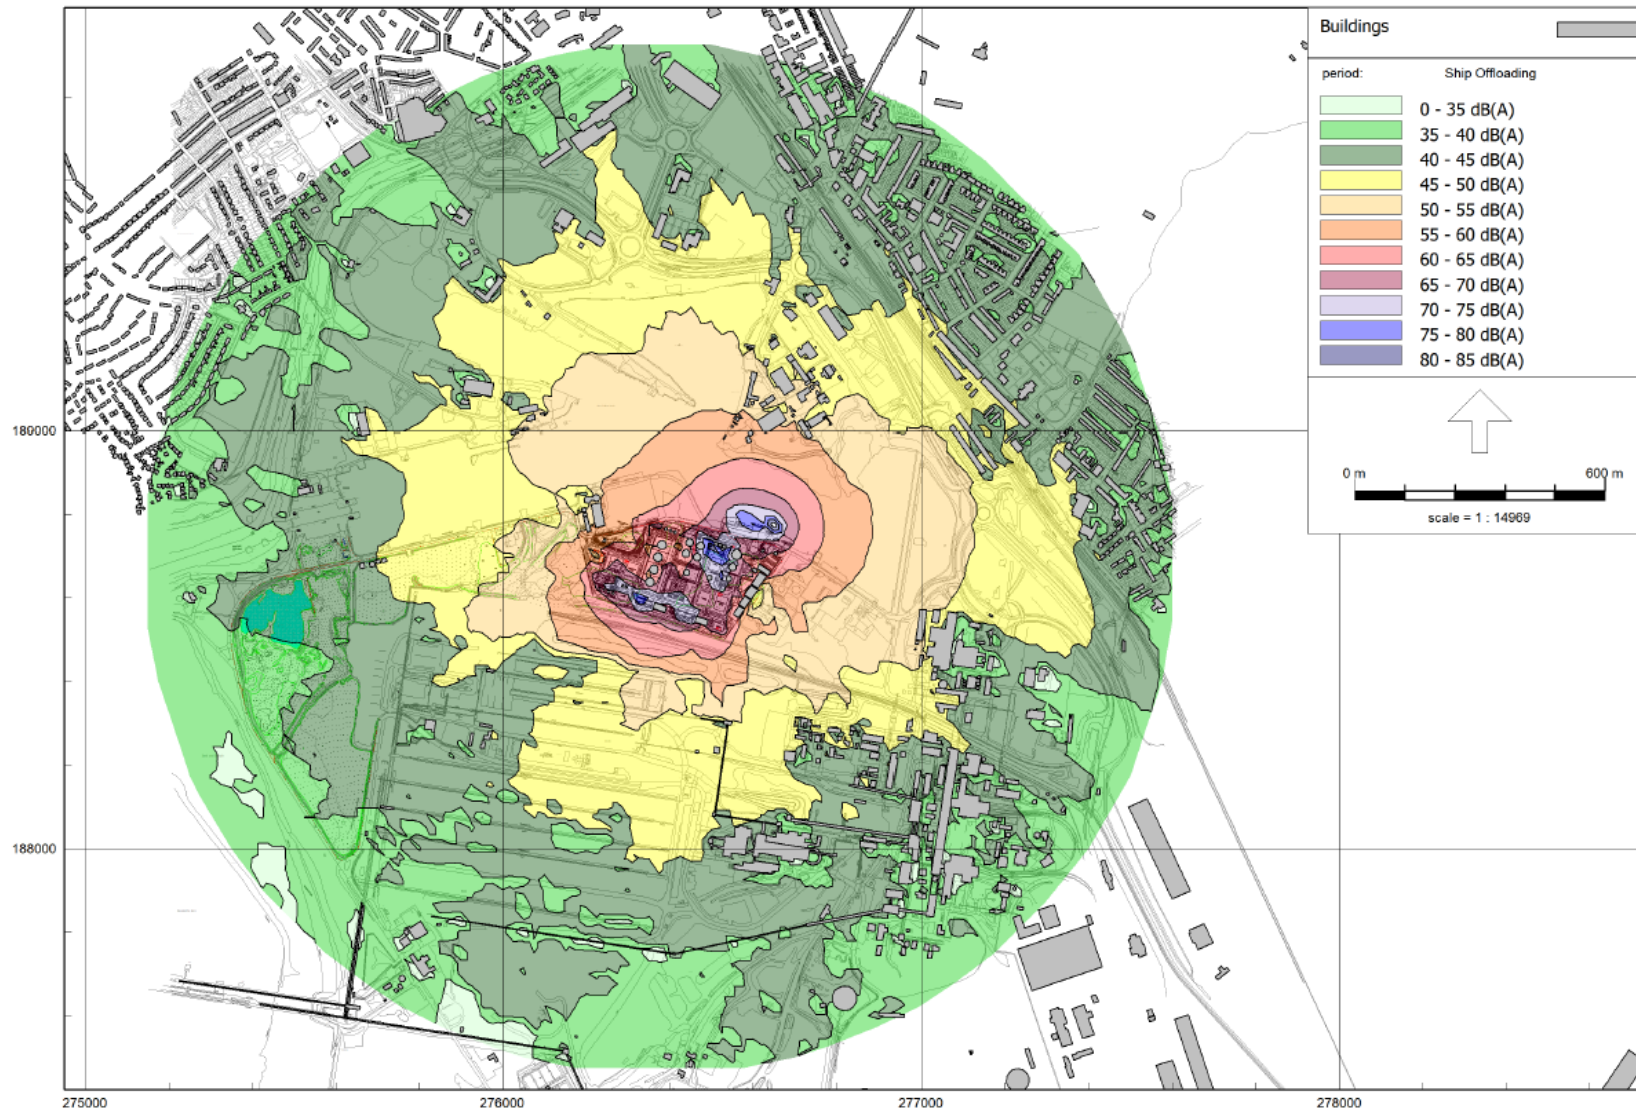 Buildings
period: Ship Offloading
0 - 35 dB(A)
35 - 40 dB(A)
40 - 45 dB(A)
45 - 50 dB(A)
50 - 55 dB(A)
55 - 60 dB(A)
60 - 65 dB(A)
65 - 70 dB(A)
70 - 75 dB(A)
75 - 80 dB(A)
80 - 85 dB(A)
0 m 600 m
scale = 1 : 14969
189000
188000
275000 276000 277000 278000